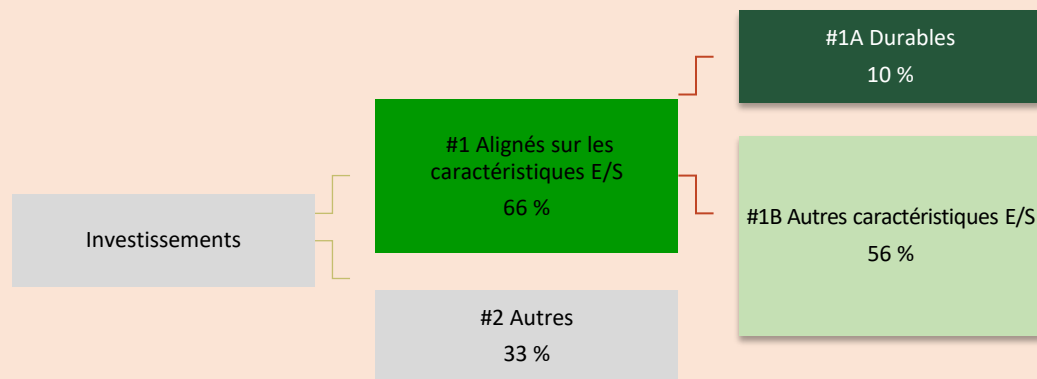 #1A Durables
10 %
#1 Alignés sur les
caractéristiques E/S
66 %
#1B Autres caractéristiques E/S
56 %
Investissements
#2 Autres
33 %